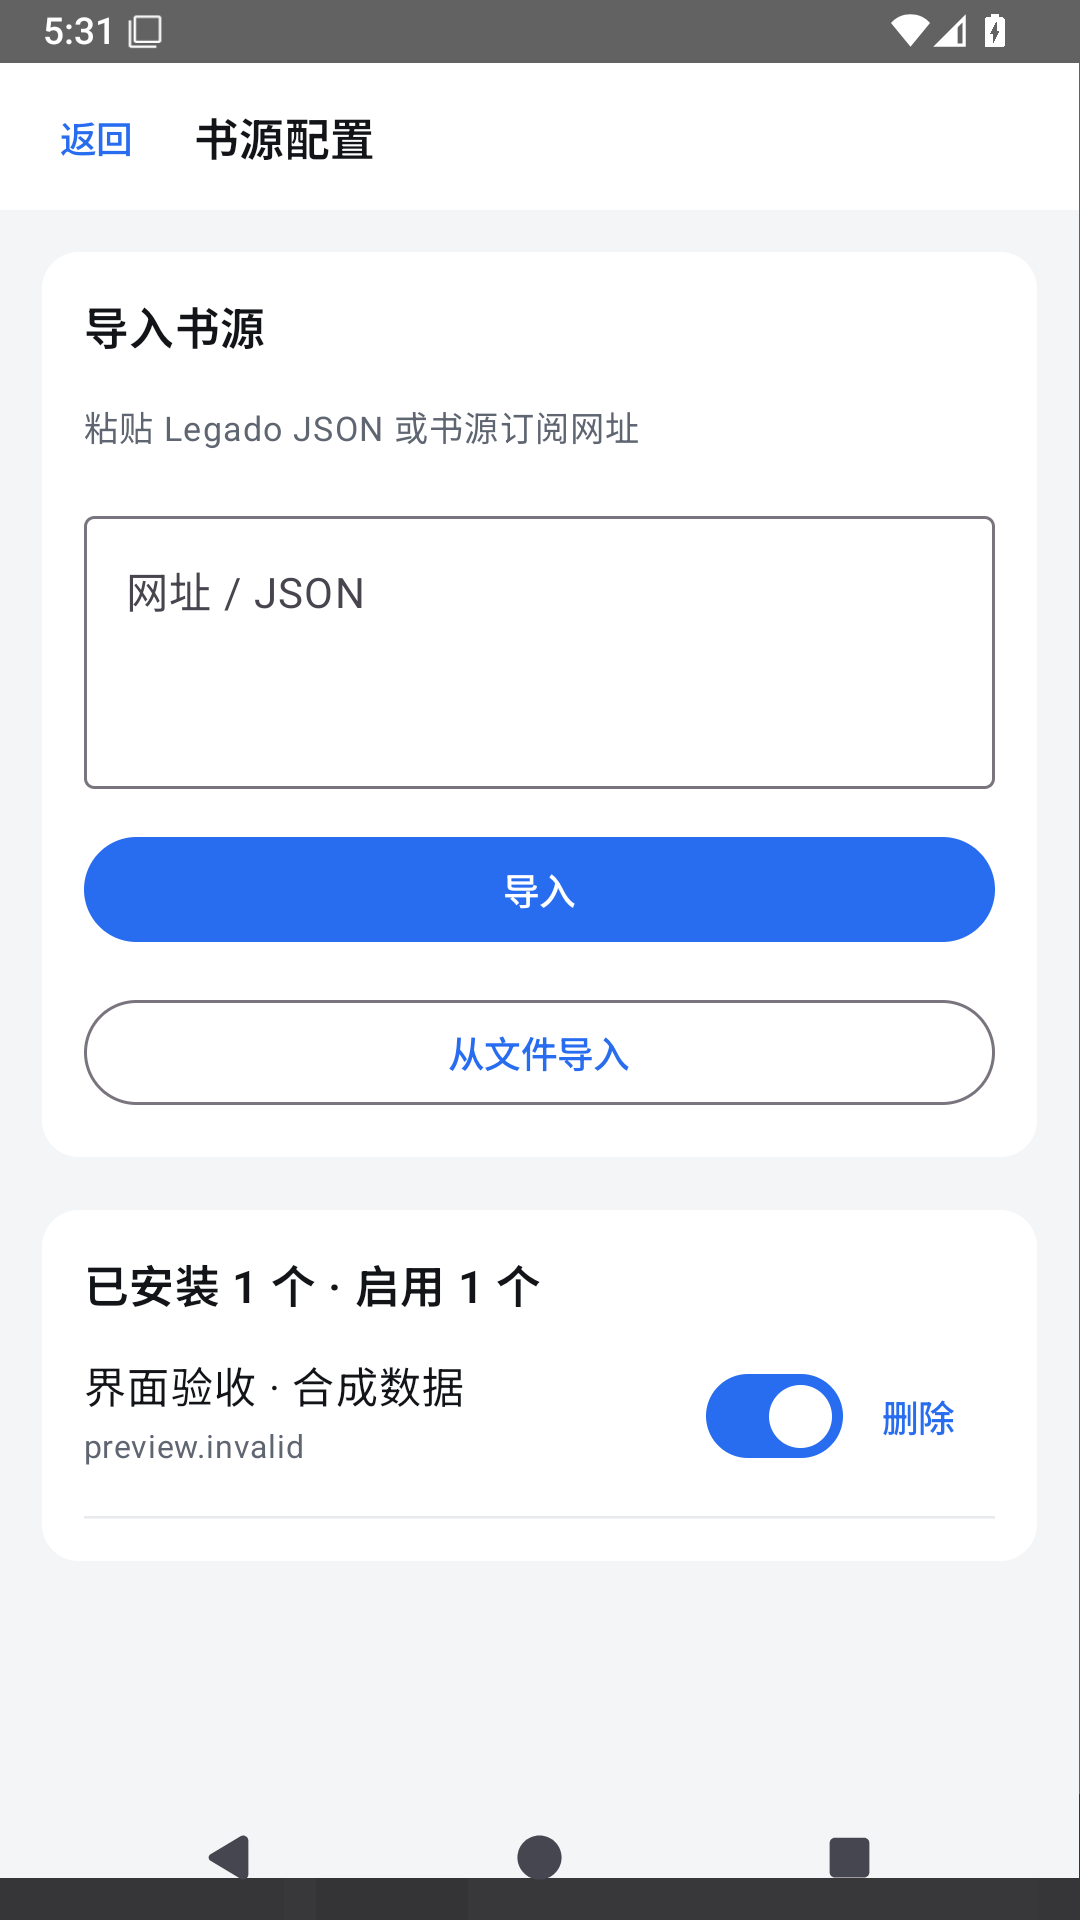 5:31
返回 书源配置
导入书源
粘贴 Legado JSON 或书源订阅网址
网址 / JSON
导入
从文件导入
已安装 1 个 · 启用 1 个
界面验收 · 合成数据
preview.invalid
删除